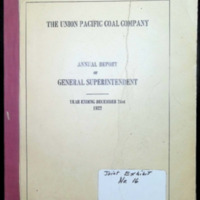 THE UNION PACIFIC COAL COMPANY
ANNUAL REPORT
OF
GENERAL SUPERINTENDENT
YEAR ENDING DECEMBER 31st
1922
Joint Exhibit
No 16